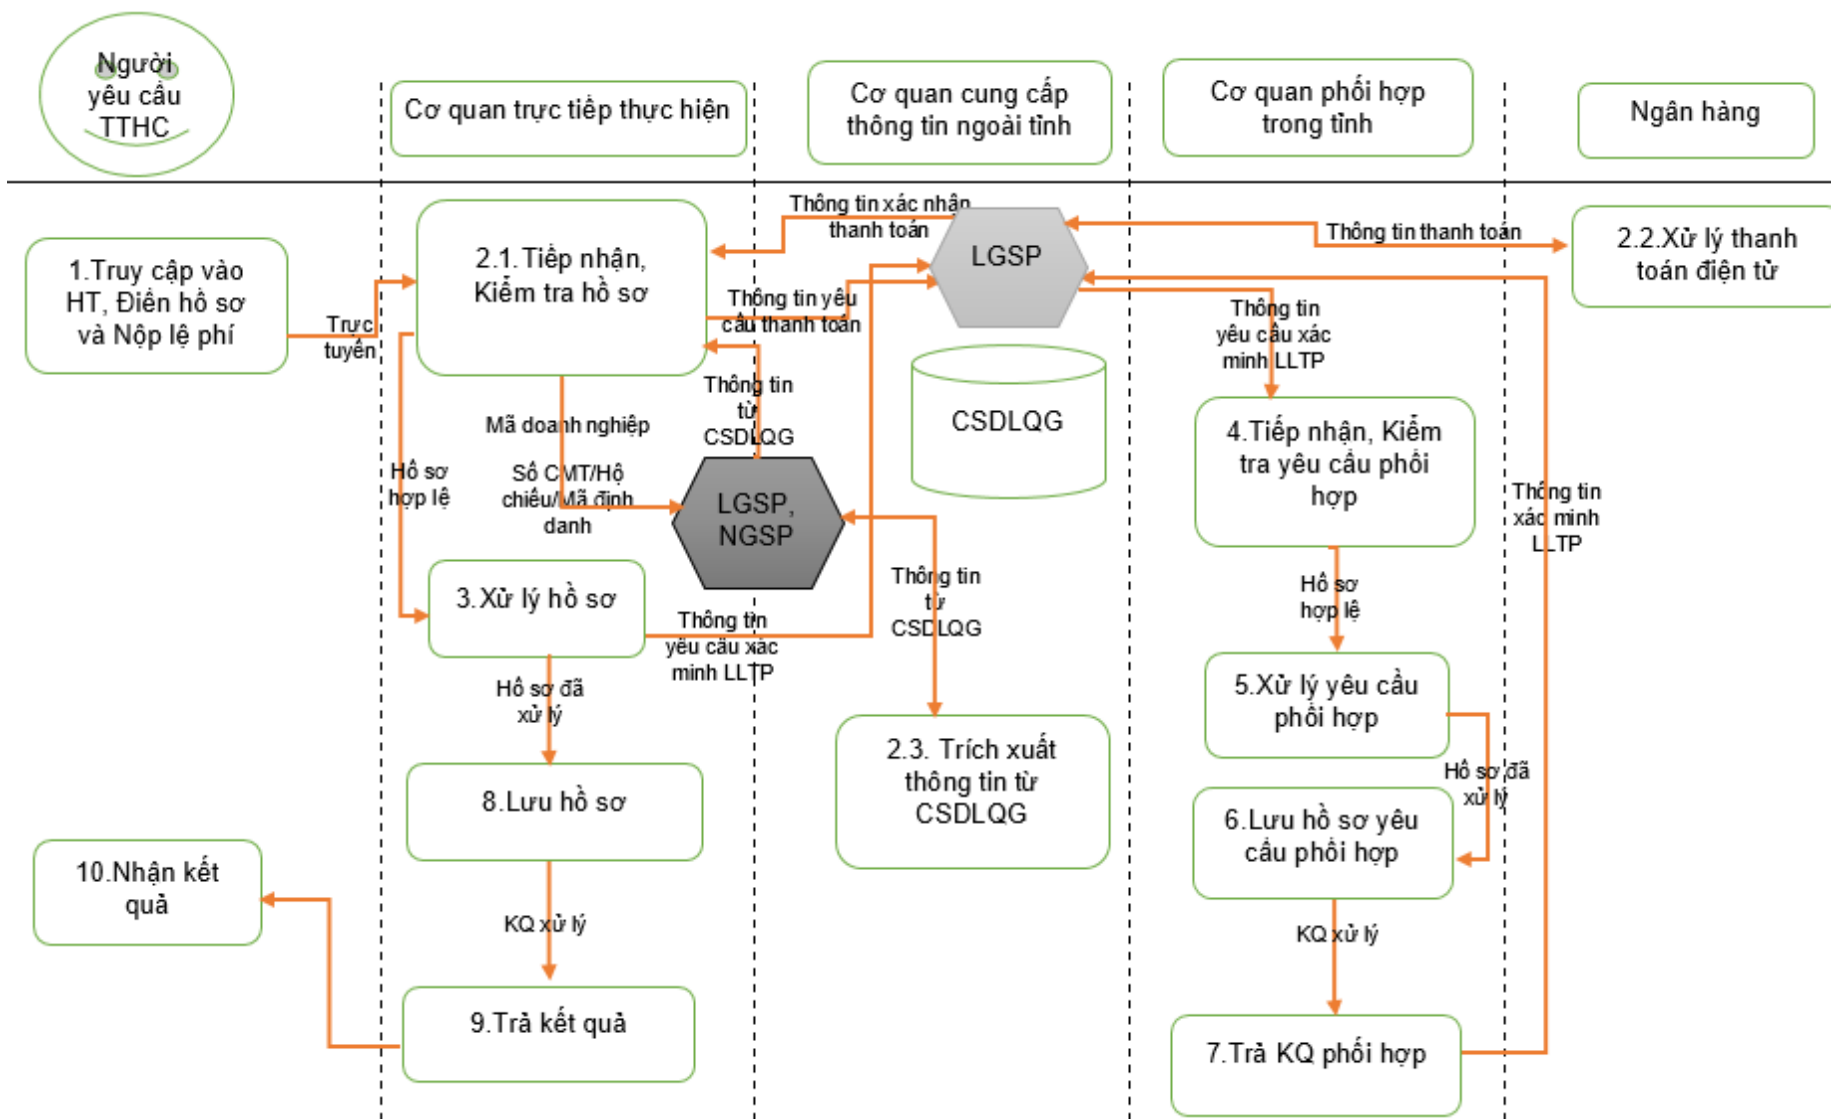 Người
yêu cầu
TTHC
Cơ quan trực tiếp thực hiện
Cơ quan cung cấp
thông tin ngoài tỉnh
Cơ quan phối hợp
trong tỉnh
Ngân hàng
1.Truy cập vào
HT, Điền hồ sơ
và Nộp lệ phí
Trực
tuyến
2.1.Tiếp nhận,
Kiểm tra hồ sơ
Thông tin xác nhận
thanh toán
Thông tin yêu
cầu thanh toán
LGSP
Thông tin thanh toán
2.2.Xử lý thanh
toán điện tử
Thông tin
yêu cầu xác
minh LLTP
Thông tin
từ
CSDLQG
CSDLQG
Mã doanh nghiệp
Số CMT/Hộ
chiếu/Mã định
danh
Hồ sơ
hợp lệ
LGSP,
NGSP
4.Tiếp nhận, Kiểm
tra yêu cầu phối
hợp
Thông tin
xác minh
LLTP
Thông tin
từ
CSDLQG
Hồ sơ
hợp lệ
3.Xử lý hồ sơ
Thông tin
yêu cầu xác
minh LLTP
Hồ sơ đã
xử lý
5.Xử lý yêu cầu
phối hợp
2.3. Trích xuất
thông tin từ
CSDLQG
Hồ sơ đã
xử lý
8.Lưu hồ sơ
6.Lưu hồ sơ yêu
cầu phối hợp
10.Nhận kết
quả
KQ xử lý
KQ xử lý
9.Trả kết quả
7.Trả KQ phối hợp